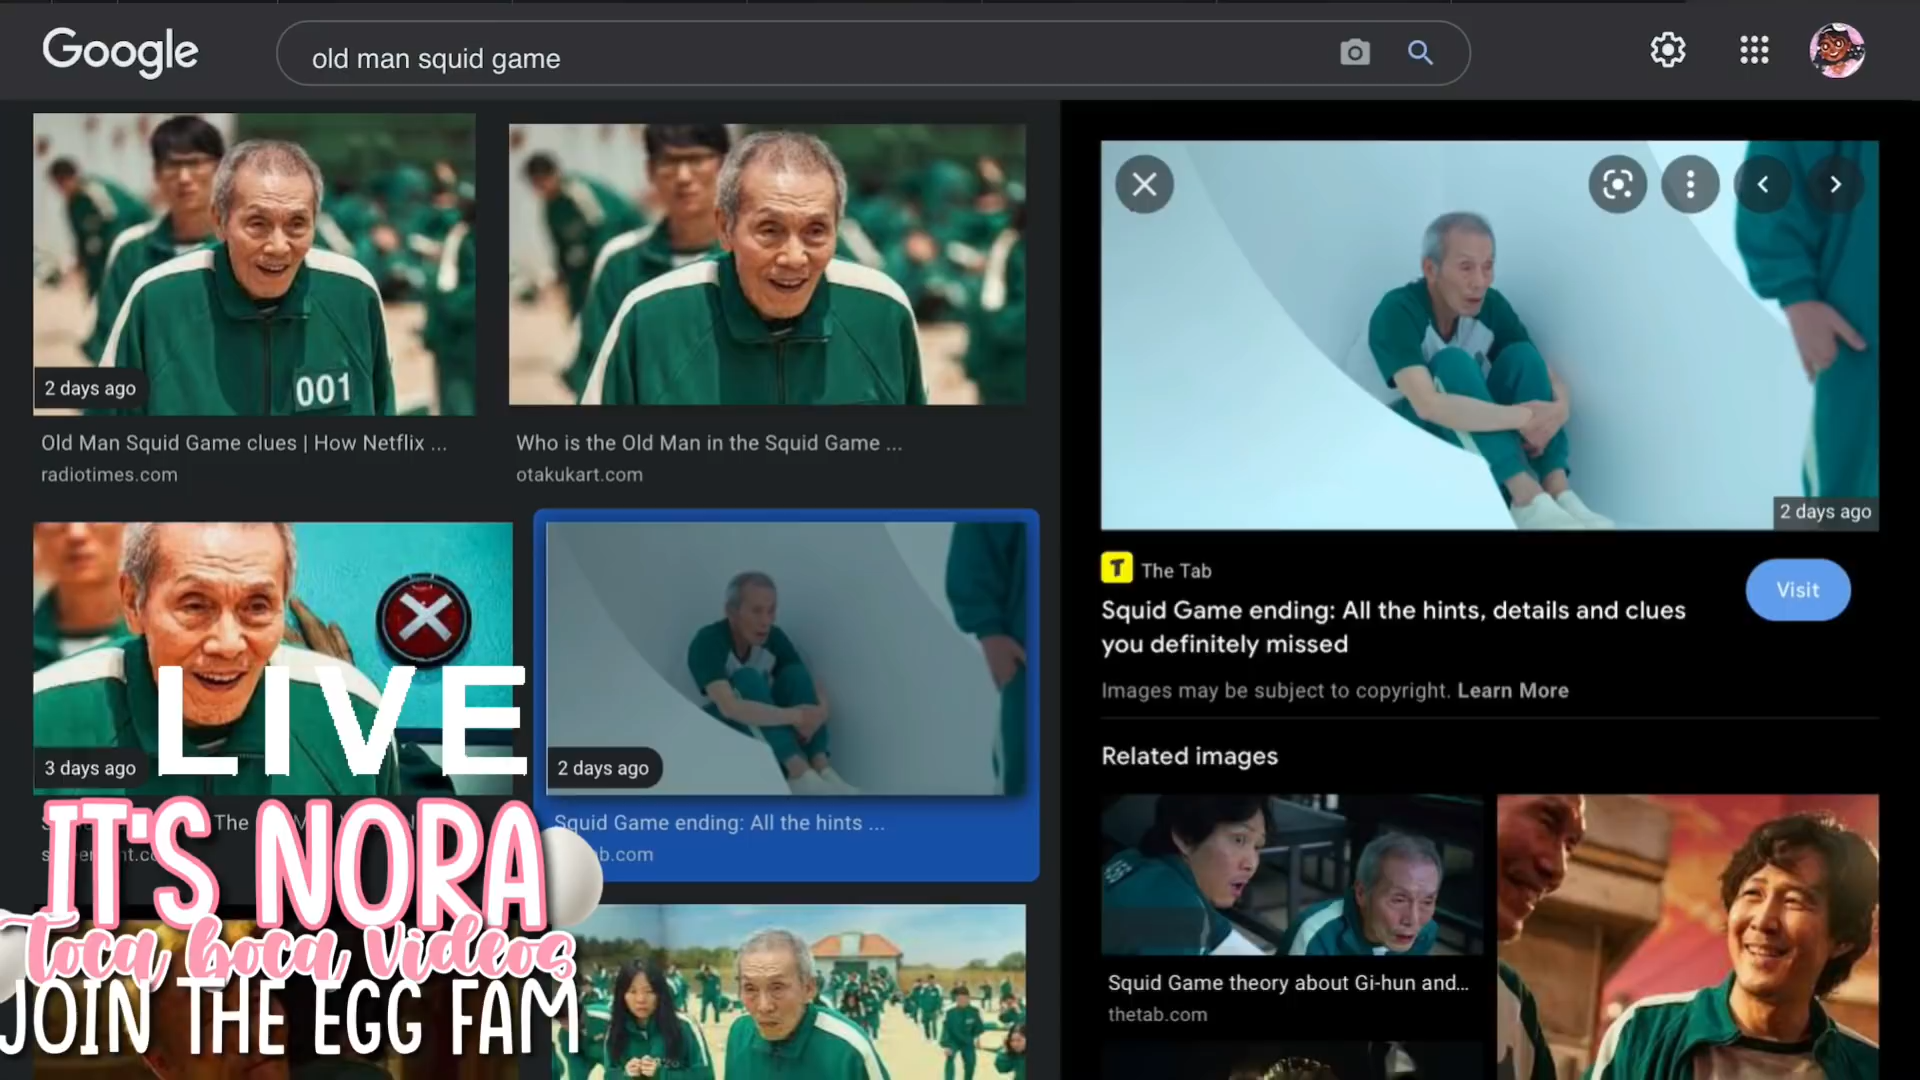 Google
old man squid game
001
2 days ago
Old Man Squid Game clues | How Netflix ...
radiotimes.com
Who is the Old Man in the Squid Game ...
otakukart.com
3 days ago
LIVE
2 days ago
The
Squid Game ending: All the hints ...
b.com
IT'S NORA
Toca boca Videos
JOIN THE EGG FAM
2 days ago
T The Tab
Squid Game ending: All the hints, details and clues
you definitely missed
Visit
Images may be subject to copyright. Learn More
Related images
Squid Game theory about Gi-hun and...
thetab.com